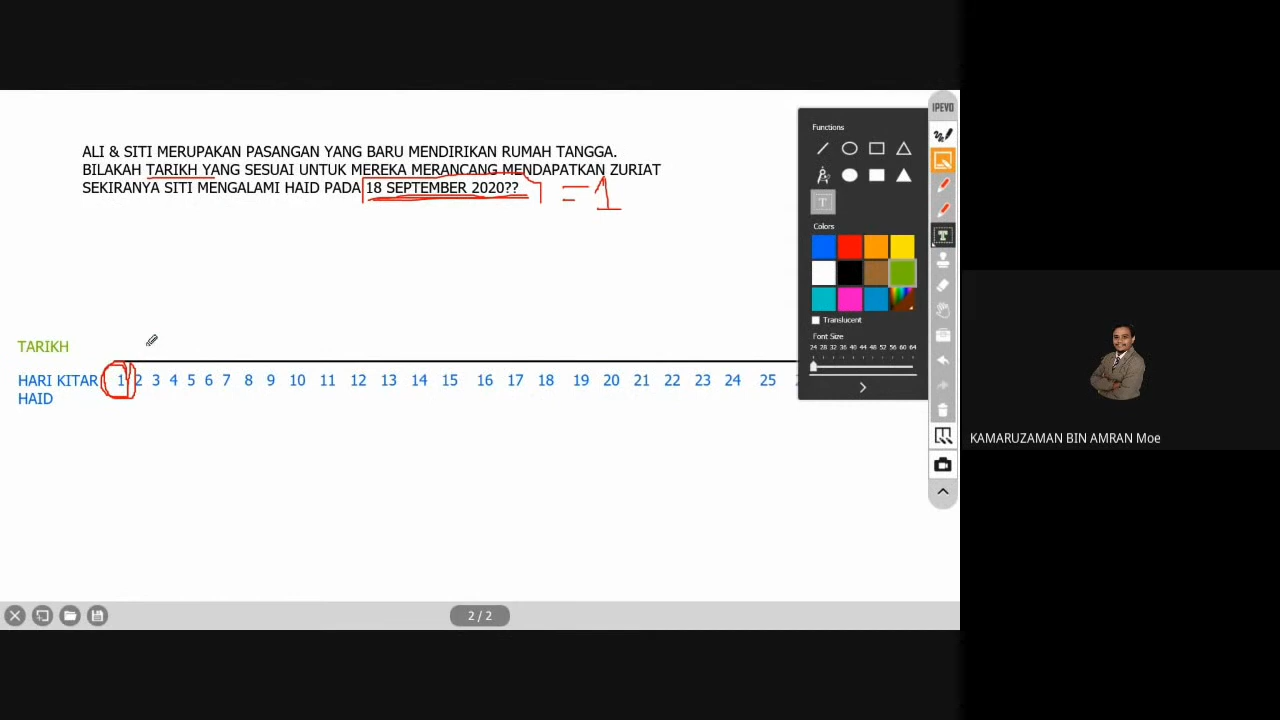 ALI & SITI MERUPAKAN PASANGAN YANG BARU MENDIRIKAN RUMAH TANGGA.
BILAKAH TARIKH YANG SESUAI UNTUK MEREKA MERANCANG MENDAPATKAN ZURIAT
SEKIRANYA SITI MENGALAMI HAID PADA 18 SEPTEMBER 2020?? = 1
TARIKH
HARI KITAR 1 2 3 4 5 6 7 8 9 10 11 12 13 14 15 16 17 18 19 20 21 22 23 24 25
HAID
IPEVO
Functions
T
Colors
Translucent
Font Size
24 28 32 36 40 44 48 52 56 60 64
T
2 / 2
KAMARUZAMAN BIN AMRAN Moe